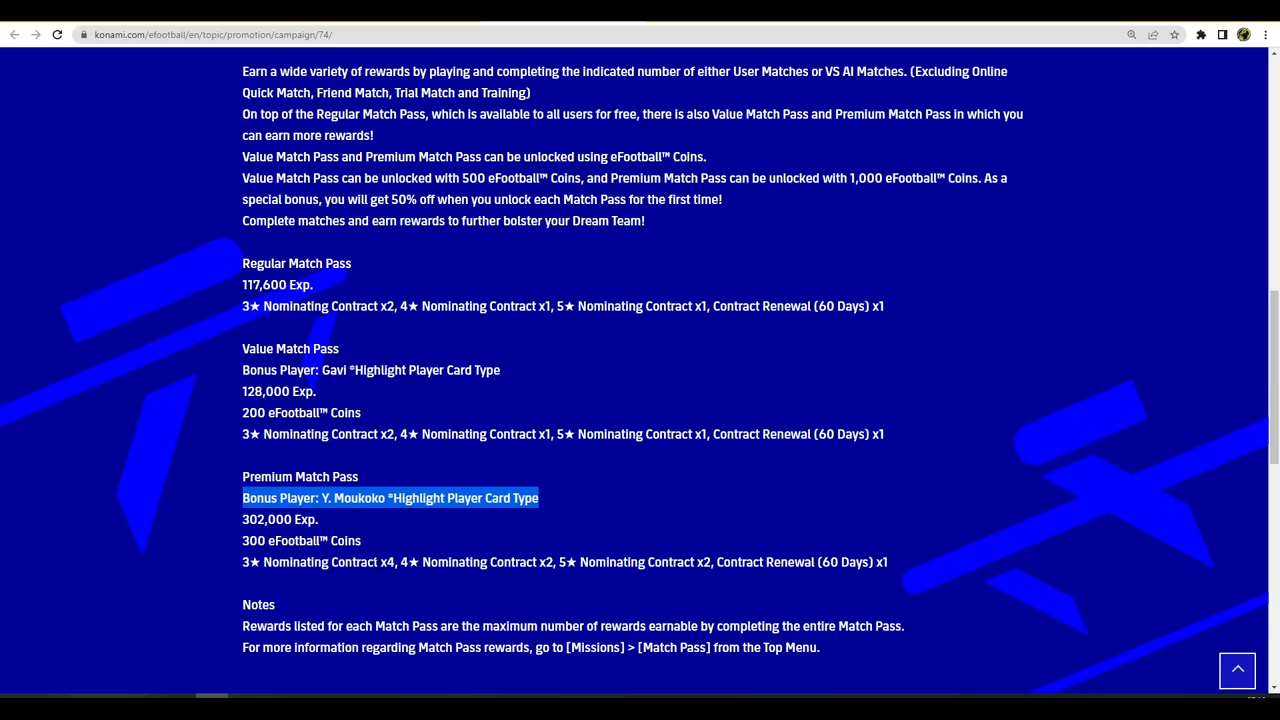 konami.com/efootball/en/topic/promotion/campaign/74/
Earn a wide variety of rewards by playing and completing the indicated number of either User Matches or VS AI Matches. (Excluding Online
Quick Match, Friend Match, Trial Match and Training)
On top of the Regular Match Pass, which is available to all users for free, there is also Value Match Pass and Premium Match Pass in which you
can earn more rewards!
Value Match Pass and Premium Match Pass can be unlocked using eFootball™ Coins.
Value Match Pass can be unlocked with 500 eFootball™ Coins, and Premium Match Pass can be unlocked with 1,000 eFootball™ Coins. As a
special bonus, you will get 50% off when you unlock each Match Pass for the first time!
Complete matches and earn rewards to further bolster your Dream Team!
Regular Match Pass
117,600 Exp.
3★ Nominating Contract x2, 4★ Nominating Contract x1, 5★ Nominating Contract x1, Contract Renewal (60 Days) x1
Value Match Pass
Bonus Player: Gavi *Highlight Player Card Type
128,000 Exp.
200 eFootball™ Coins
3★ Nominating Contract x2, 4★ Nominating Contract x1, 5★ Nominating Contract x1, Contract Renewal (60 Days) x1
Premium Match Pass
Bonus Player: Y. Moukoko *Highlight Player Card Type
302,000 Exp.
300 eFootball™ Coins
3★ Nominating Contract x4, 4★ Nominating Contract x2, 5★ Nominating Contract x2, Contract Renewal (60 Days) x1
Notes
Rewards listed for each Match Pass are the maximum number of rewards earnable by completing the entire Match Pass.
For more information regarding Match Pass rewards, go to [Missions] > [Match Pass] from the Top Menu.